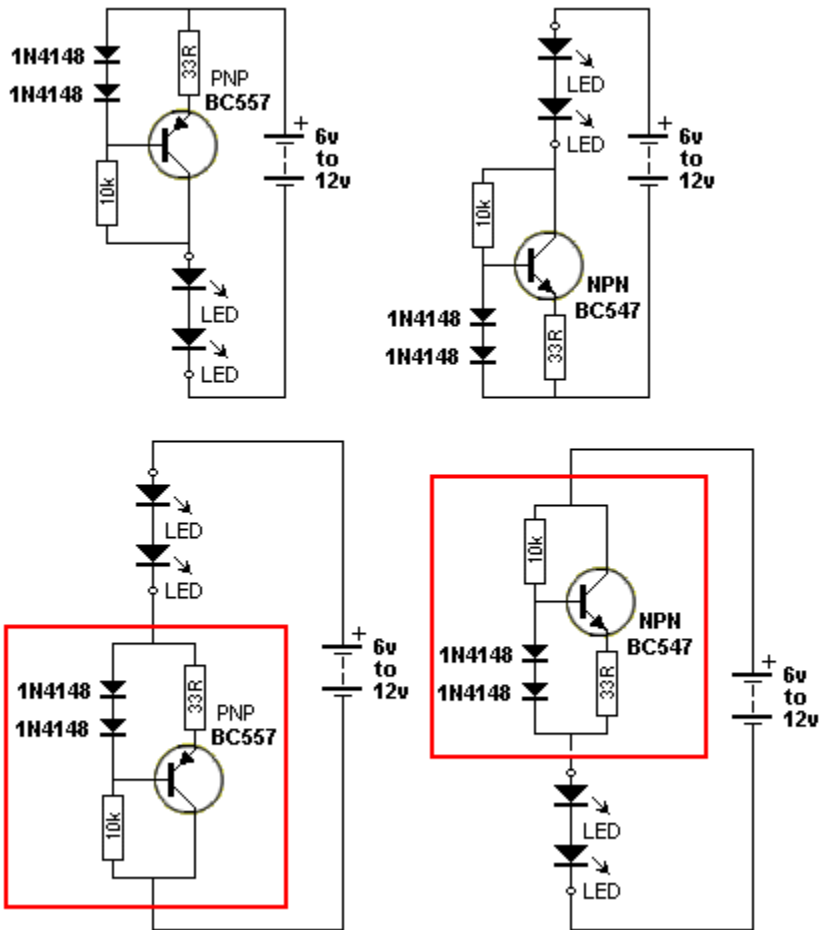 1N4148
1N4148
33R
PNP
BC557
10k
+
6v
to
12v
LED
LED
LED
LED
10k
+
6v
to
12v
NPN
BC547
1N4148
1N4148
33R
LED
LED
1N4148
1N4148
33R
PNP
BC557
10k
+
6v
to
12v
10k
NPN
BC547
1N4148
1N4148
33R
+
6v
to
12v
LED
LED